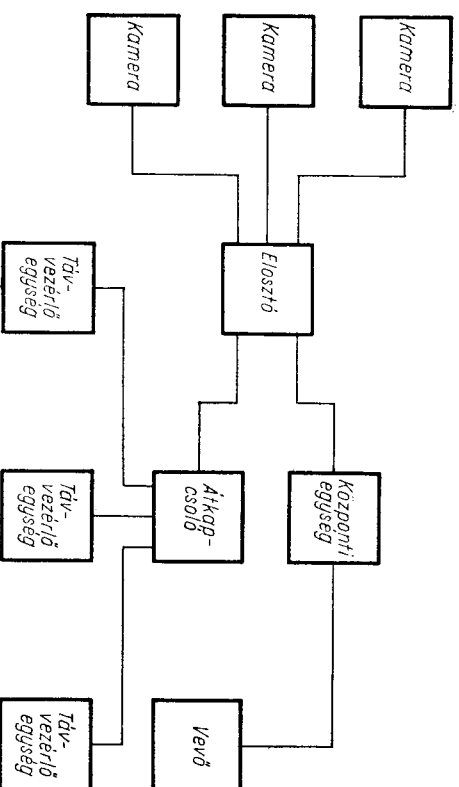 Kamera
Kamera
Kamera
Elosztó
Központi
egység
Átkap-
csoló
Vevő
Táv-
vezérlő
egység
Táv-
vezérlő
egység
Táv-
vezérlő
egység